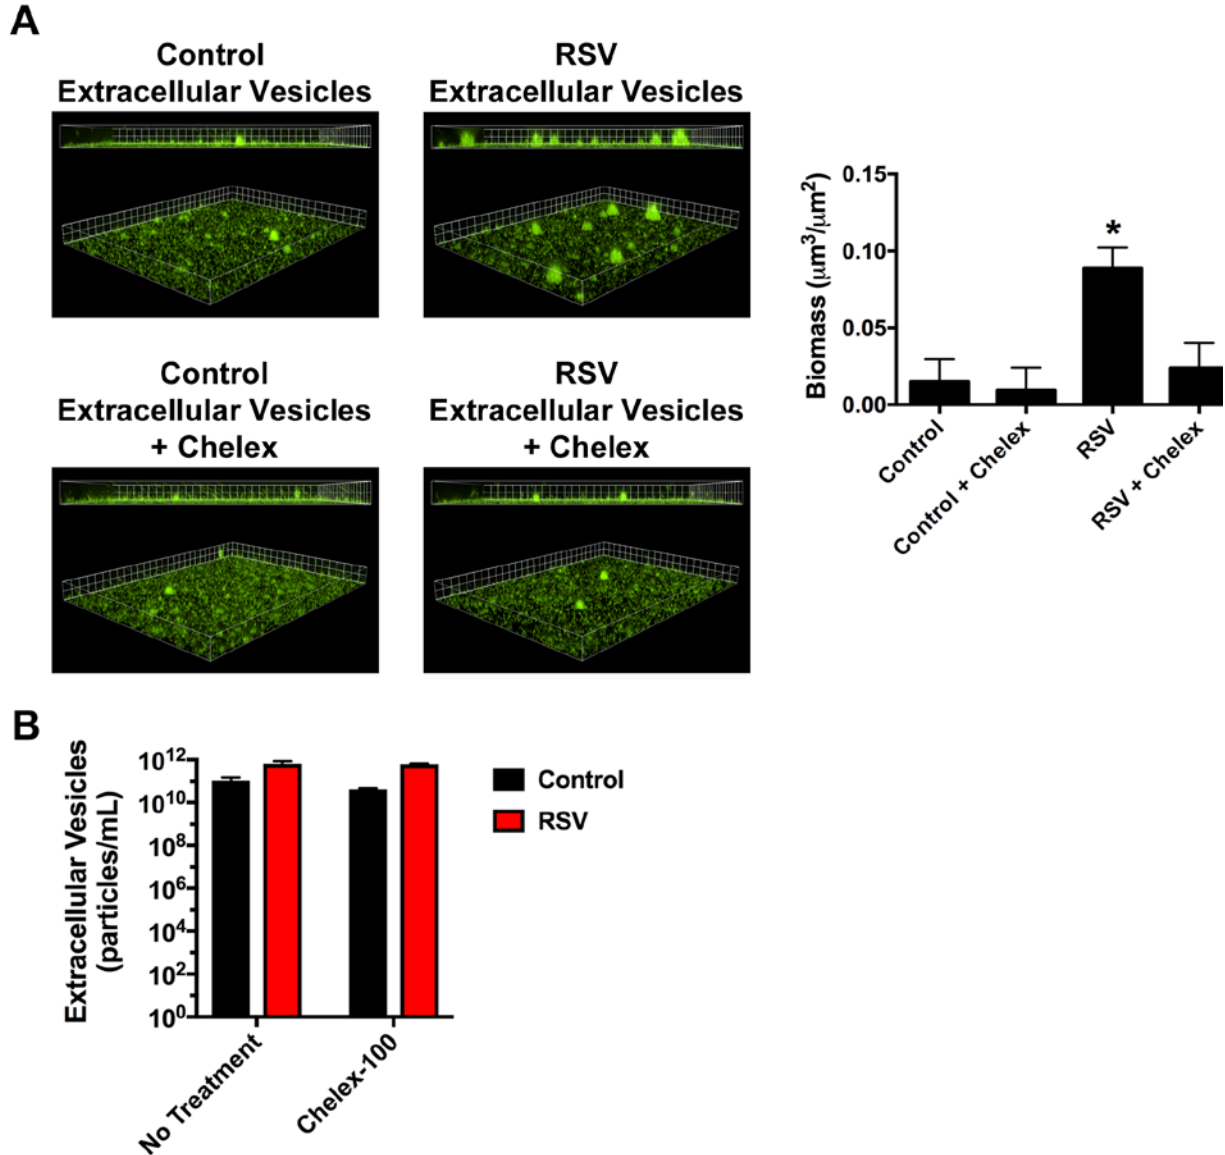 A
Control
Extracellular Vesicles
RSV
Extracellular Vesicles
Control
Extracellular Vesicles
+ Chelex
RSV
Extracellular Vesicles
+ Chelex
Biomass (μm³/μm²)
0.15
0.10
0.05
0.00
*
Control
Control + Chelex
RSV
RSV + Chelex
B
Extracellular Vesicles
(particles/mL)
10¹²
10¹⁰
10⁸
10⁶
10⁴
10²
10⁰
No Treatment
Chelex-100
Control
RSV